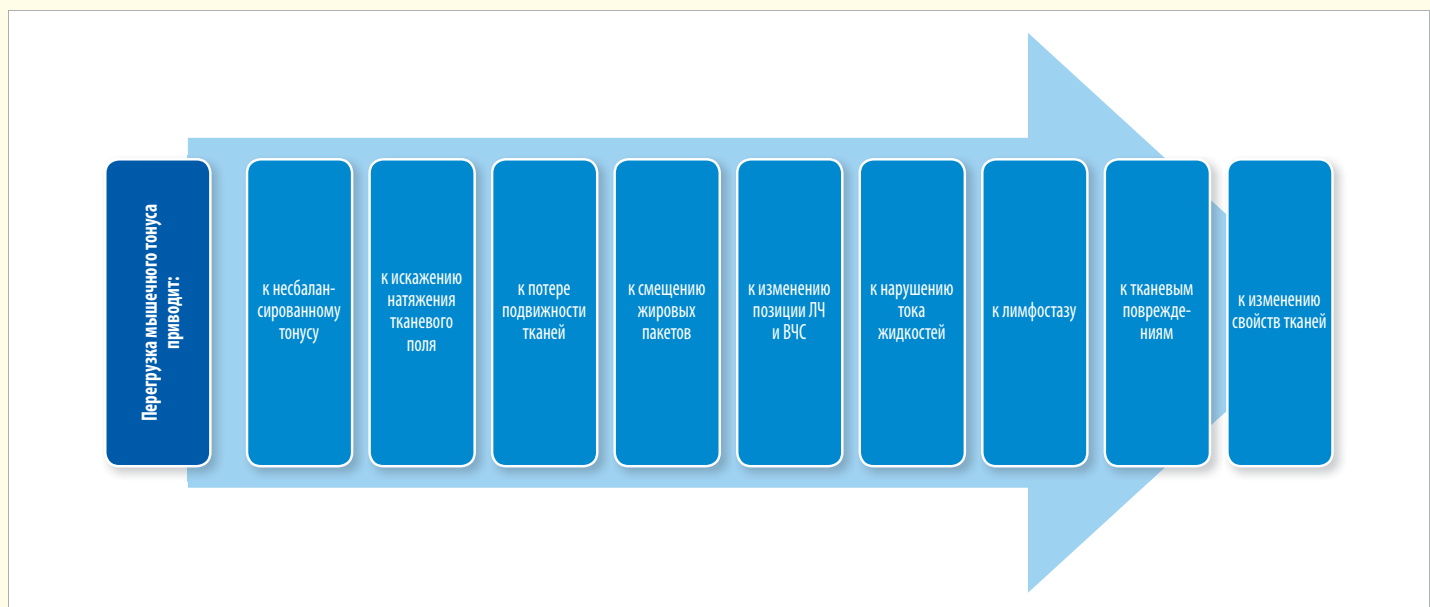 Перегрузка мышечного тонуса
приводит:
к несбалан-
сированному
тонусу
к искажению
натяжения
тканевого
поля
к потере
подвижности
тканей
к смещению
жировых
пакетов
к изменению
позиции ЛЧ
и ВЧС
к нарушению
тока
жидкостей
к лимфостазу
к тканевым
поврежде-
ниям
к изменению
свойств тканей